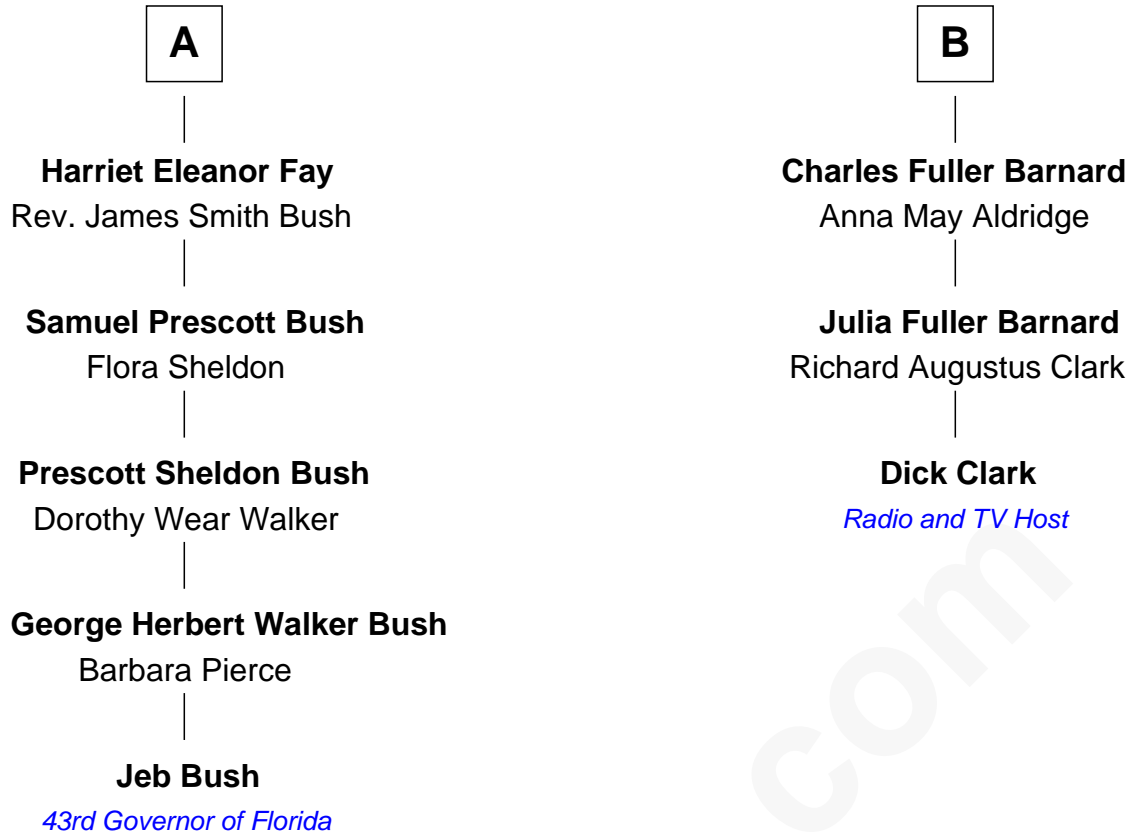 A
Harriet Eleanor Fay
Rev. James Smith Bush
Samuel Prescott Bush
Flora Sheldon
Prescott Sheldon Bush
Dorothy Wear Walker
George Herbert Walker Bush
Barbara Pierce
Jeb Bush
43rd Governor of Florida
B
Charles Fuller Barnard
Anna May Aldridge
Julia Fuller Barnard
Richard Augustus Clark
Dick Clark
Radio and TV Host
com